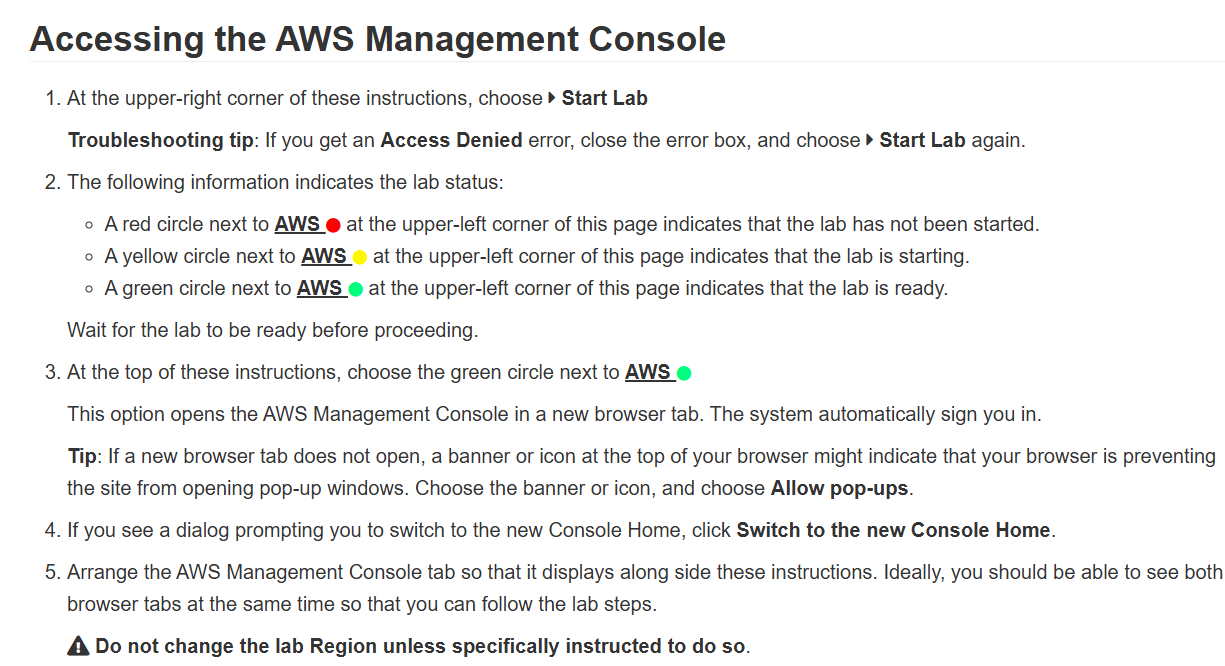 Accessing the AWS Management Console
1. At the upper-right corner of these instructions, choose Start Lab
Troubleshooting tip: If you get an Access Denied error, close the error box, and choose Start Lab again.
2. The following information indicates the lab status:
A red circle next to AWS at the upper-left corner of this page indicates that the lab has not been started.
A yellow circle next to AWS at the upper-left corner of this page indicates that the lab is starting.
A green circle next to AWS at the upper-left corner of this page indicates that the lab is ready.
Wait for the lab to be ready before proceeding.
3. At the top of these instructions, choose the green circle next to AWS
This option opens the AWS Management Console in a new browser tab. The system automatically sign you in.
Tip: If a new browser tab does not open, a banner or icon at the top of your browser might indicate that your browser is preventing
the site from opening pop-up windows. Choose the banner or icon, and choose Allow pop-ups.
4. If you see a dialog prompting you to switch to the new Console Home, click Switch to the new Console Home.
5. Arrange the AWS Management Console tab so that it displays along side these instructions. Ideally, you should be able to see both
browser tabs at the same time so that you can follow the lab steps.
Do not change the lab Region unless specifically instructed to do so.